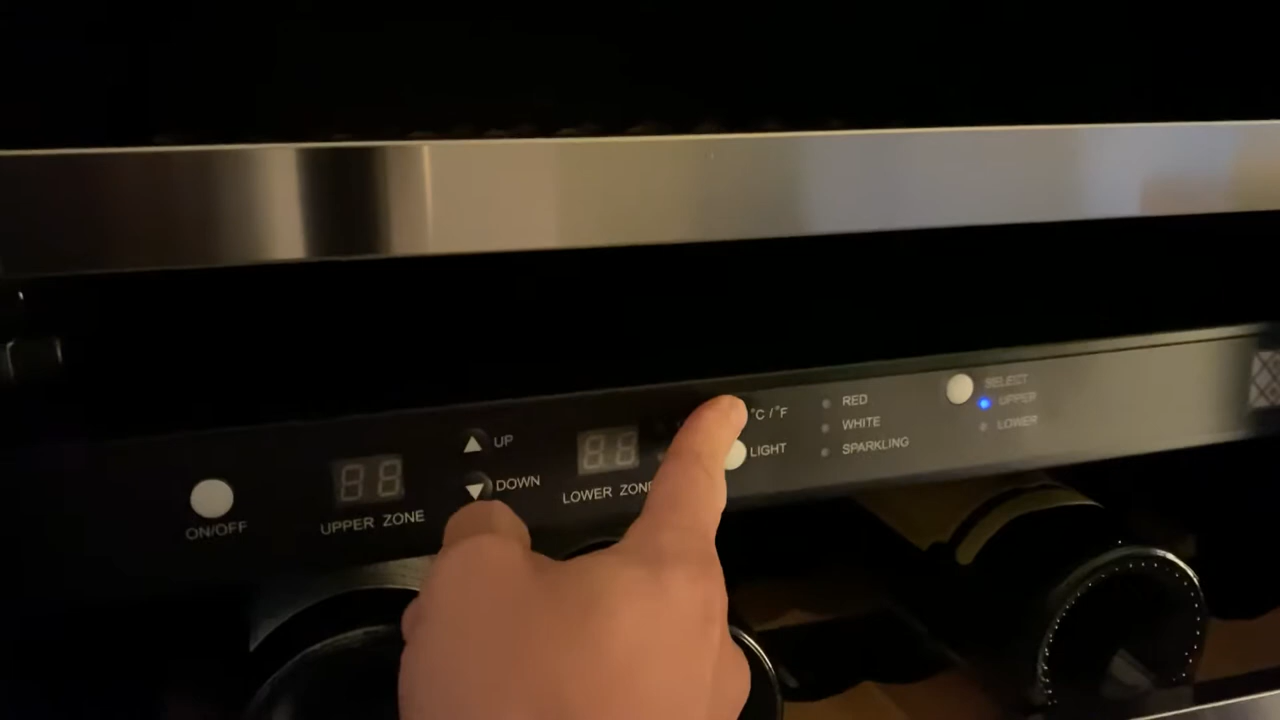 ON/OFF
UPPER ZONE
UP
DOWN
LOWER ZONE
°C/°F
LIGHT
RED
WHITE
SPARKLING
SELECT
UPPER
LOWER